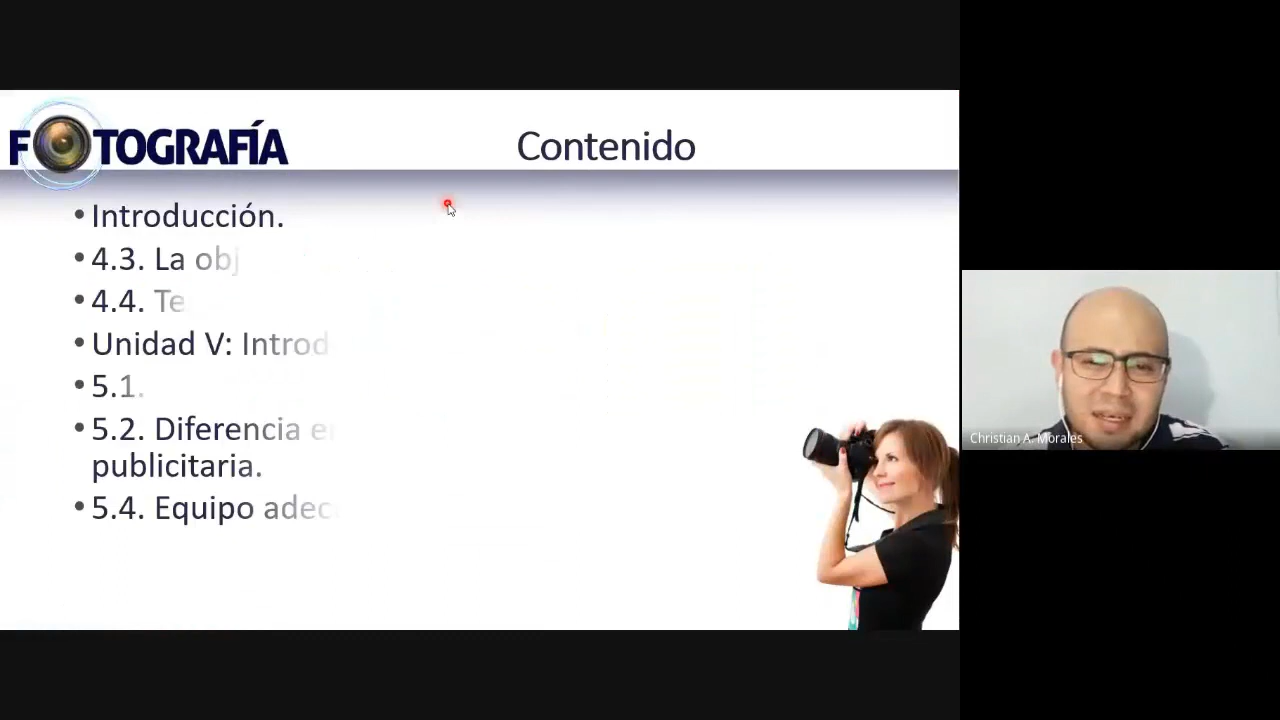 FOTOGRAFÍA
Contenido
• Introducción.
• 4.3. La obj
• 4.4. Te
• Unidad V: Introd
• 5.1.
• 5.2. Diferencia en
publicitaria.
• 5.4. Equipo adec
Christian A. Morales